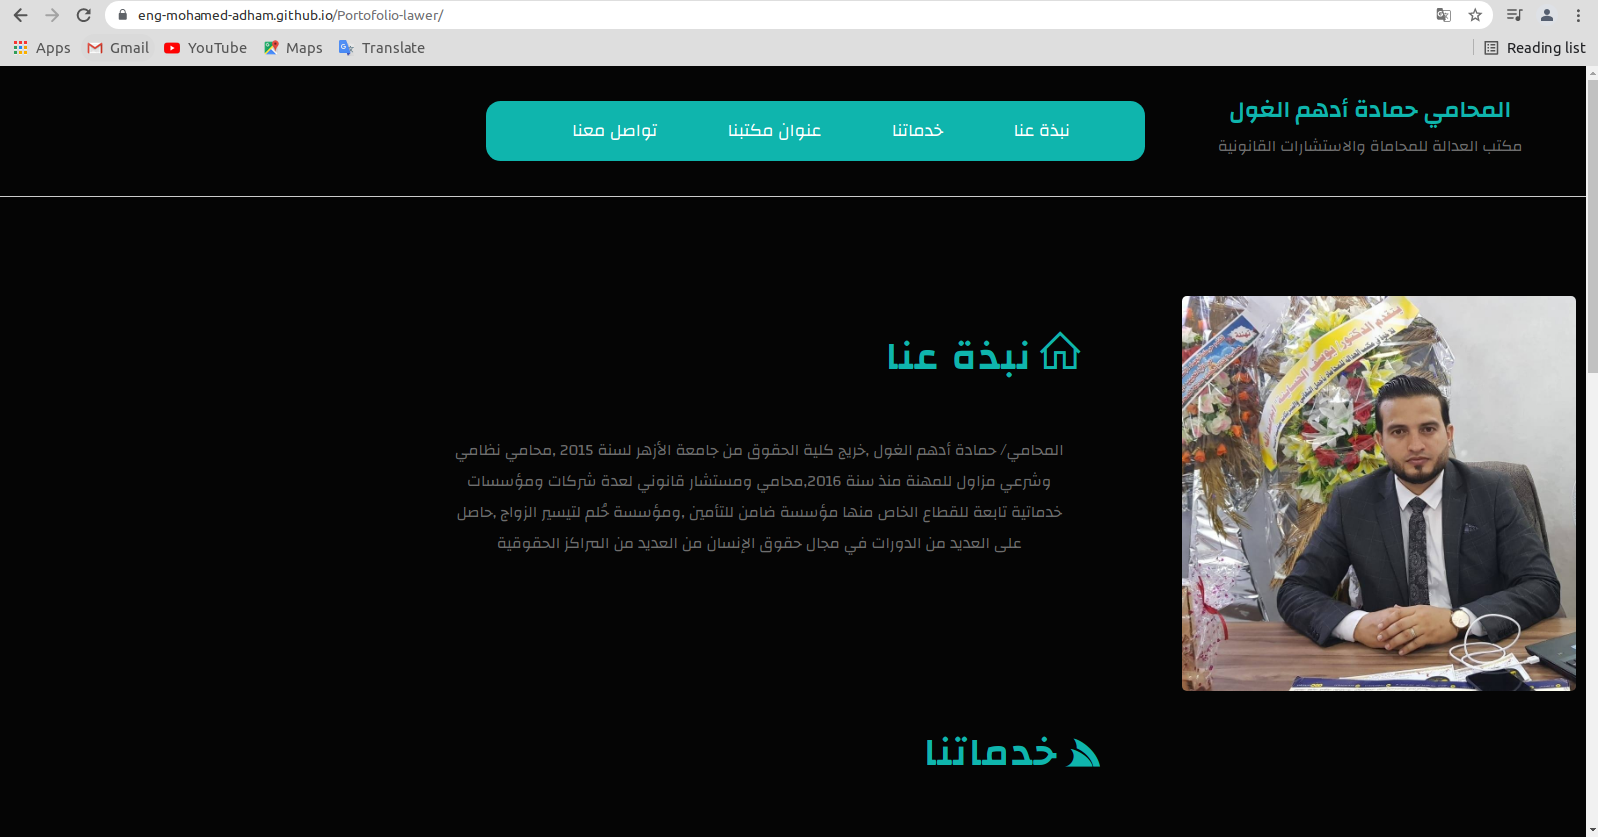 eng-mohamed-adham.github.io/Portofolio-lawer/
Apps Gmail YouTube Maps Translate Reading list
المحامي حمادة أدهم الغول
مكتب العدالة للمحاماة والاستشارات القانونية
نبذة عنا خدماتنا عنوان مكتبنا تواصل معنا
نبذة عنا
المحامي/ حمادة أدهم الغول ,خريج كلية الحقوق من جامعة الأزهر لسنة 2015 ,محامي نظامي
وشرعي مزاول للمهنة منذ سنة 2016,محامي ومستشار قانوني لعدة شركات ومؤسسات
خدماتية تابعة للقطاع الخاص منها مؤسسة ضامن للتأمين ,ومؤسسة حُلم لتيسير الزواج ,حاصل
على العديد من الدورات في مجال حقوق الإنسان من العديد من المراكز الحقوقية
خدماتنا